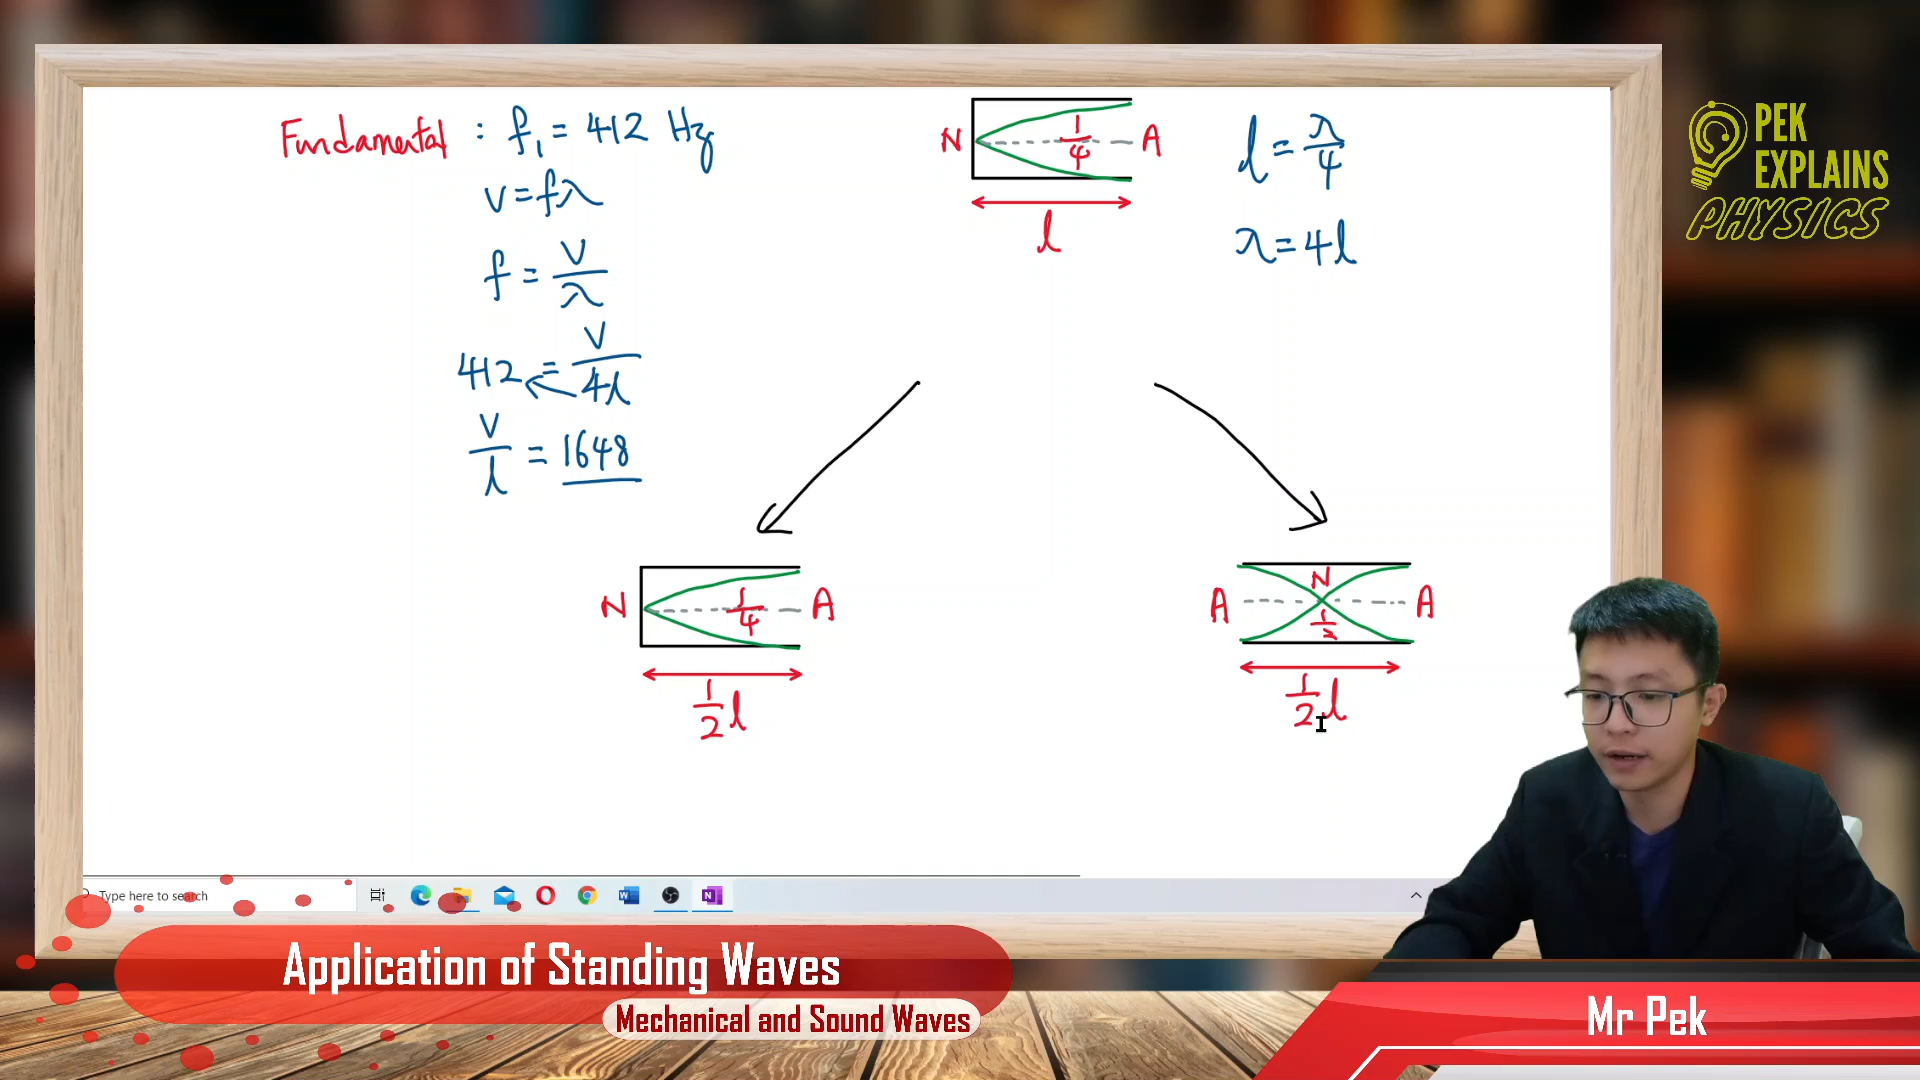 Fundamental : f₁ = 412 Hz
v = fλ
f = v/λ
412 = v/4l
v/l = 1648
N 1/4 A
l
l = λ/4
λ = 4l
PEK
EXPLAINS
PHYSICS
N 1/4 A
1/2 l
A N A
1/2
1/2 l
Type here to search
Application of Standing Waves
Mechanical and Sound Waves
Mr Pek